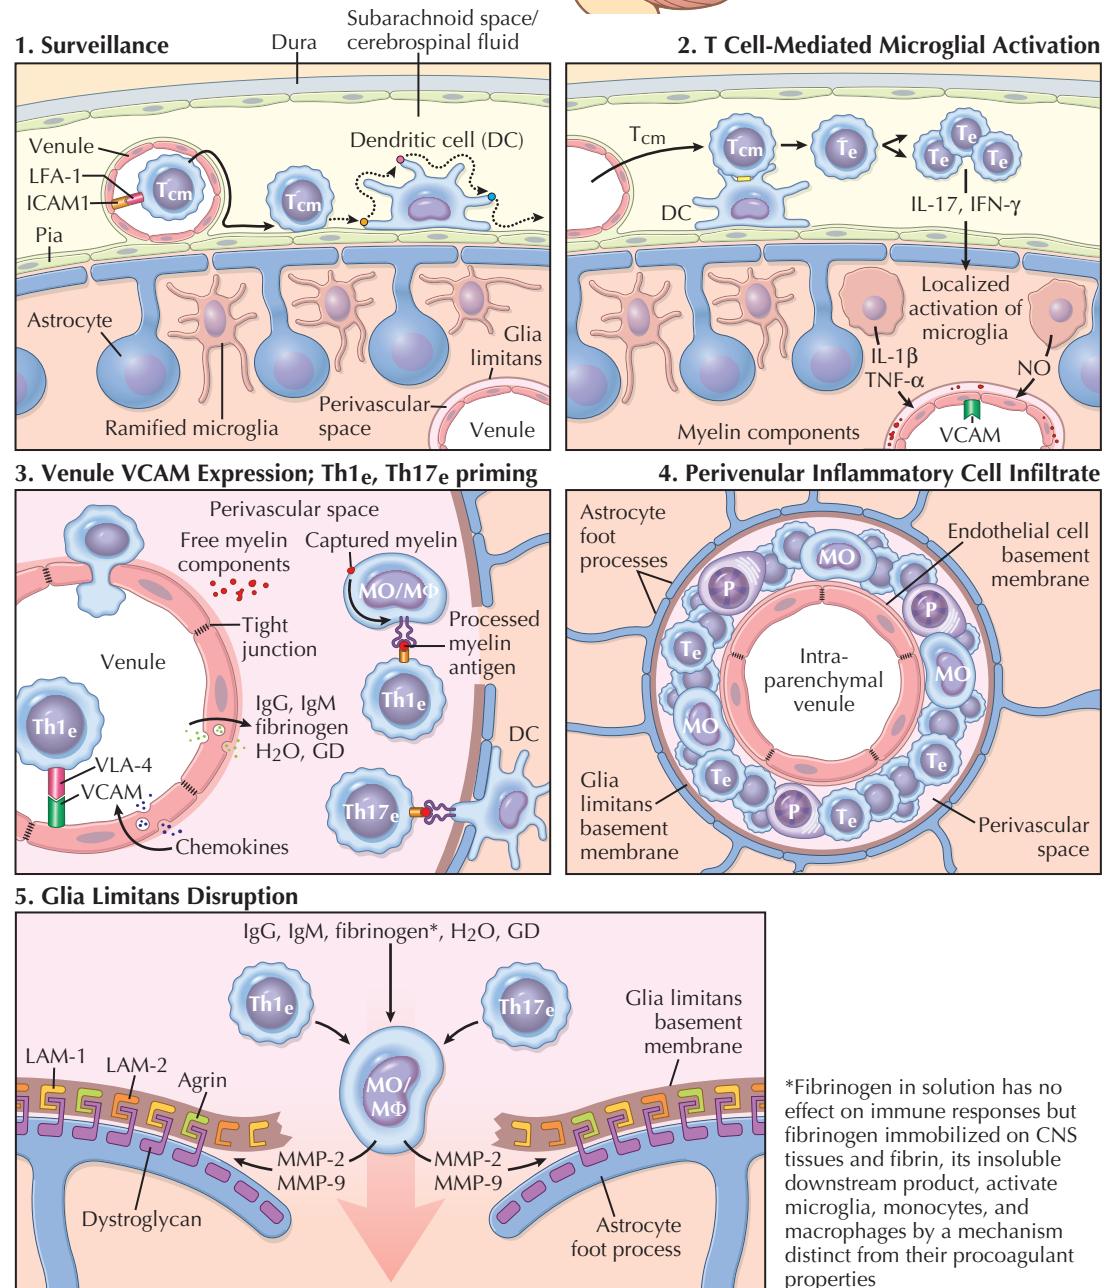 Subarachnoid space/
cerebrospinal fluid
1. Surveillance
Dura
Venule
LFA-1
ICAM1
Pia
Tcm
Tcm
Dendritic cell (DC)
Astrocyte
Glia
limitans
Perivascular
space
Ramified microglia
Venule
2. T Cell-Mediated Microglial Activation
Tcm
Tcm
Te
Te
Te
Te
DC
IL-17, IFN-γ
Localized
activation of
microglia
IL-1β
TNF-α
NO
Myelin components
VCAM
3. Venule VCAM Expression; Th1e, Th17e priming
Perivascular space
Free myelin
components
Captured myelin
MO/MΦ
Tight
junction
Processed
myelin
antigen
Venule
Th1e
Th1e
IgG, IgM
fibrinogen
H2O, GD
DC
VLA-4
VCAM
Th17e
Chemokines
4. Perivenular Inflammatory Cell Infiltrate
Astrocyte
foot
processes
Endothelial cell
basement
membrane
MO
P
P
Te
MO
MO
Intra-
parenchymal
venule
Te
Te
P
Te
Glia
limitans
basement
membrane
Perivascular
space
5. Glia Limitans Disruption
IgG, IgM, fibrinogen*, H2O, GD
Th1e
Th17e
Glia limitans
basement
membrane
LAM-1
LAM-2
Agrin
MO/
MΦ
MMP-2
MMP-9
MMP-2
MMP-9
Dystroglycan
Astrocyte
foot process
*Fibrinogen in solution has no
effect on immune responses but
fibrinogen immobilized on CNS
tissues and fibrin, its insoluble
downstream product, activate
microglia, monocytes, and
macrophages by a mechanism
distinct from their procoagulant
properties